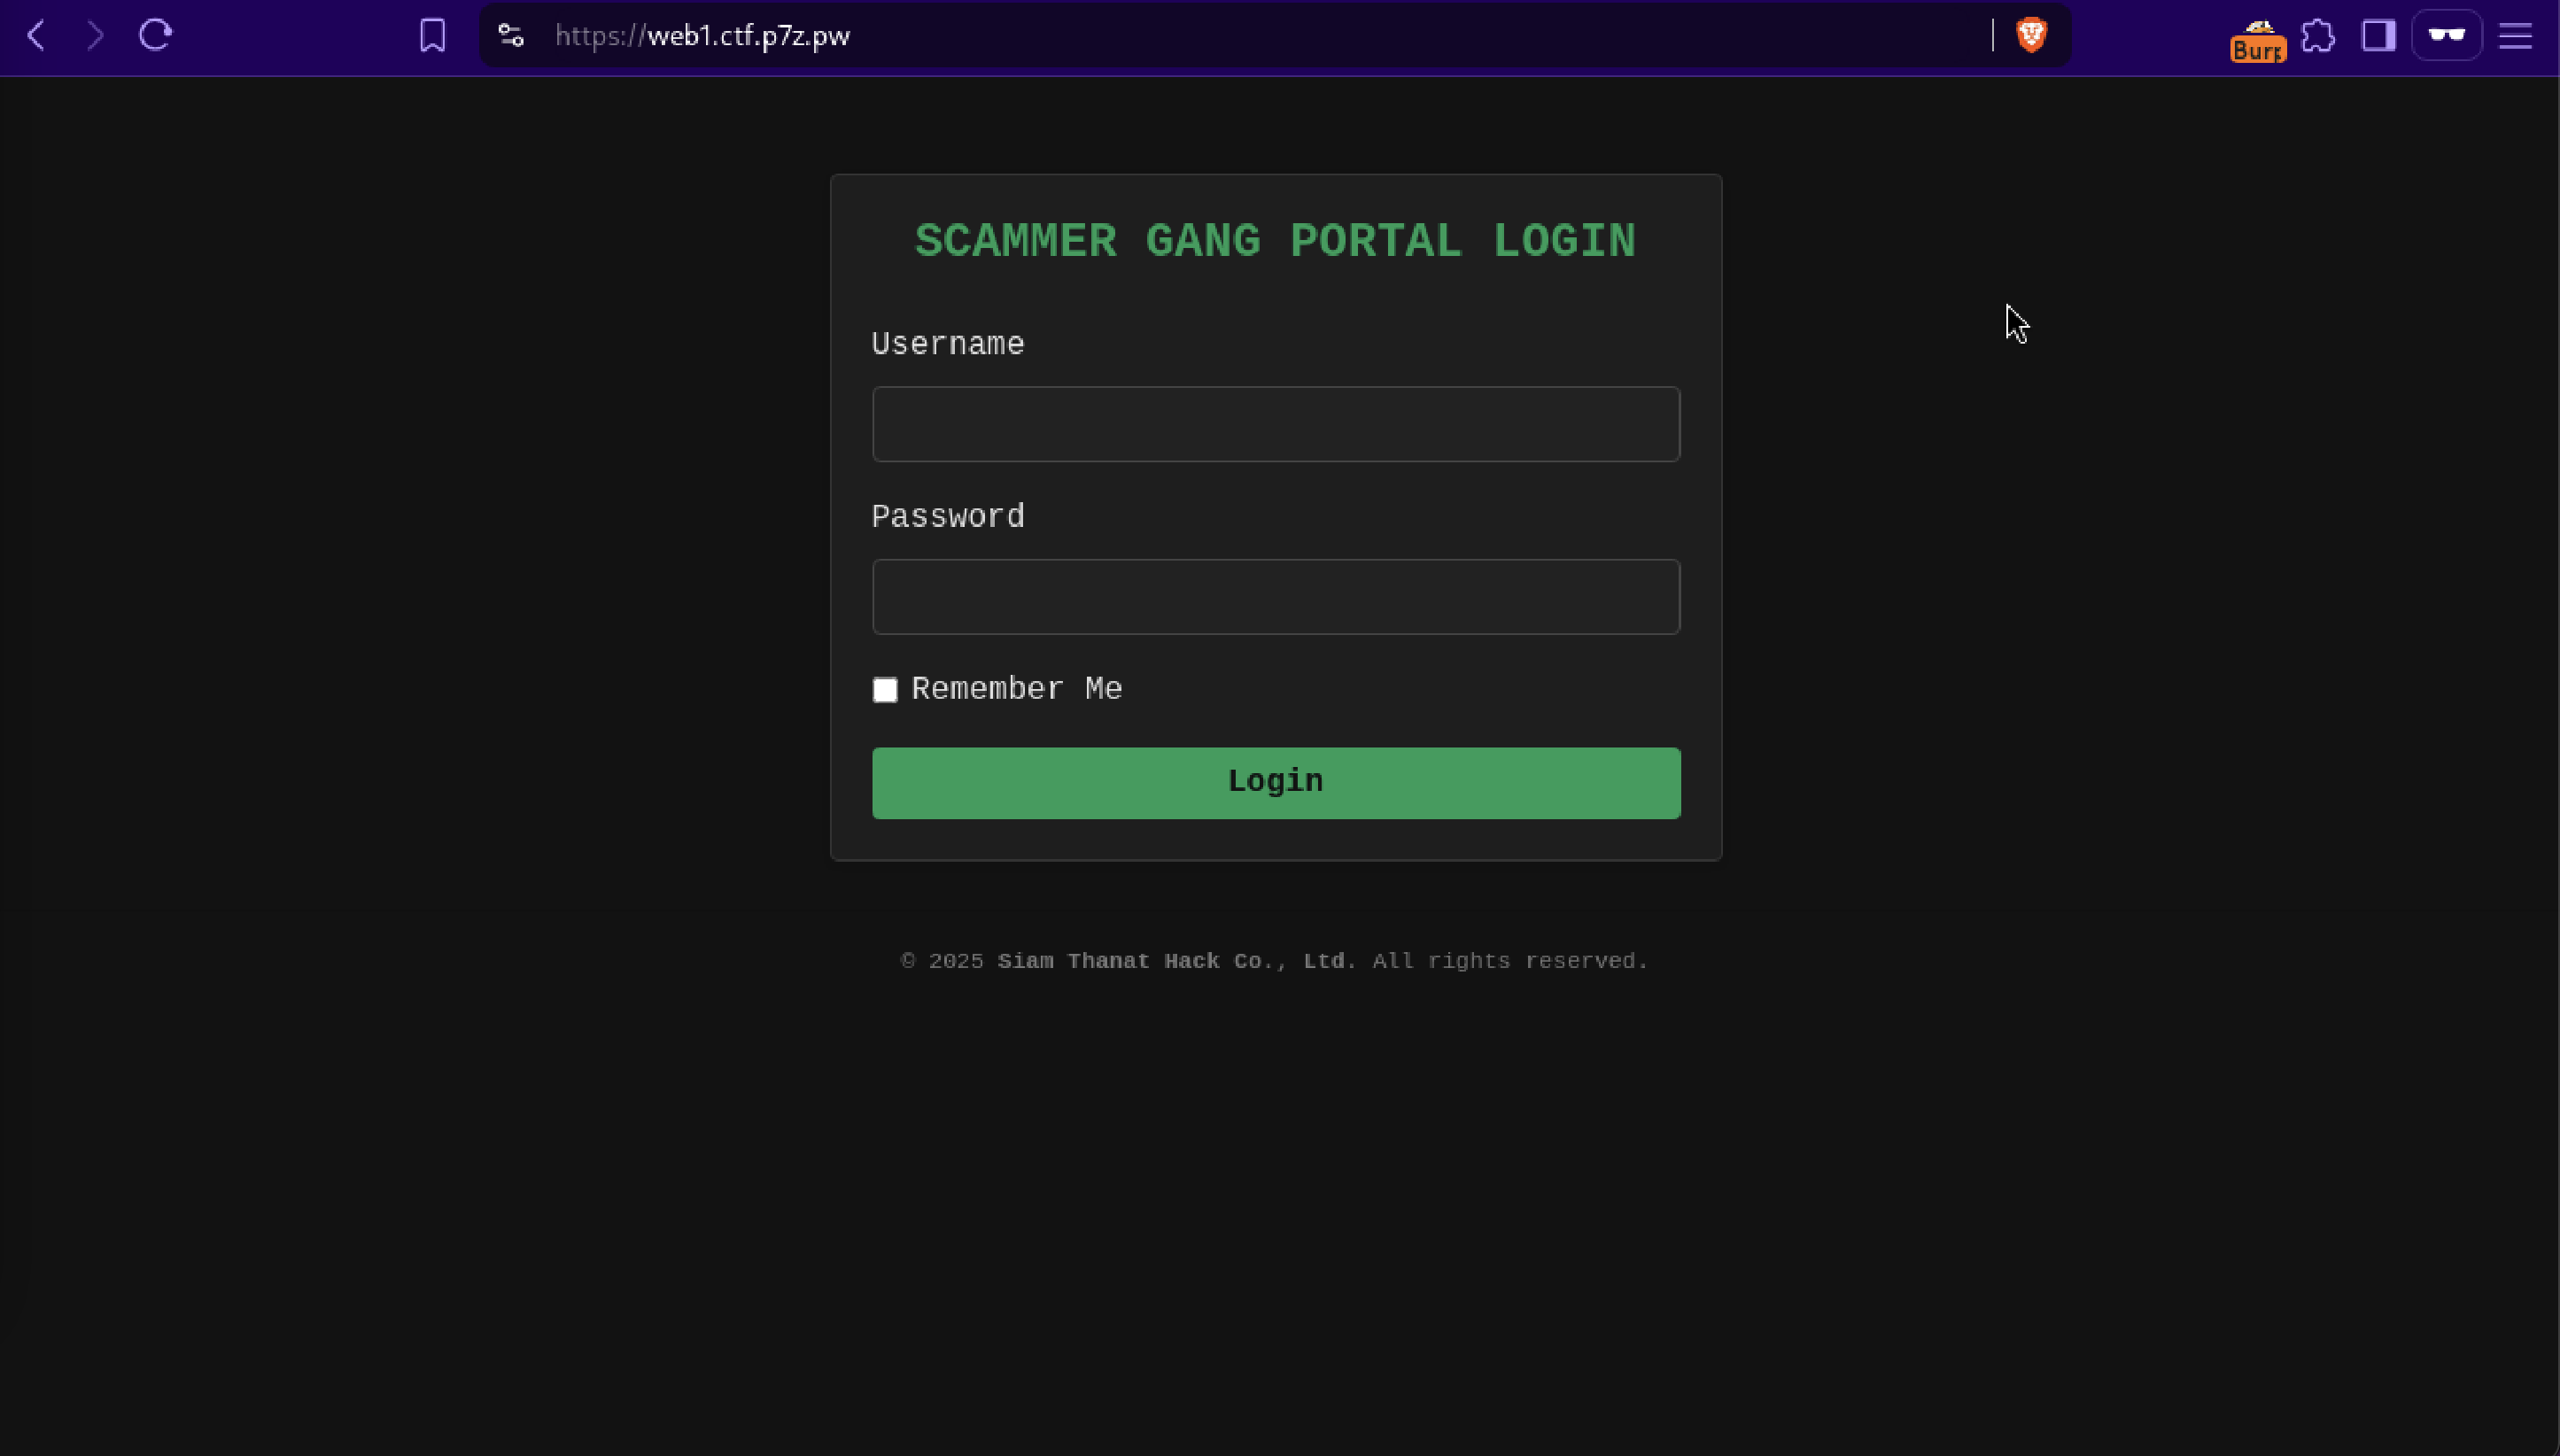 https://web1.ctf.p7z.pw
Burp
SCAMMER GANG PORTAL LOGIN
Username
Password
Remember Me
Login
© 2025 Siam Thanat Hack Co., Ltd. All rights reserved.